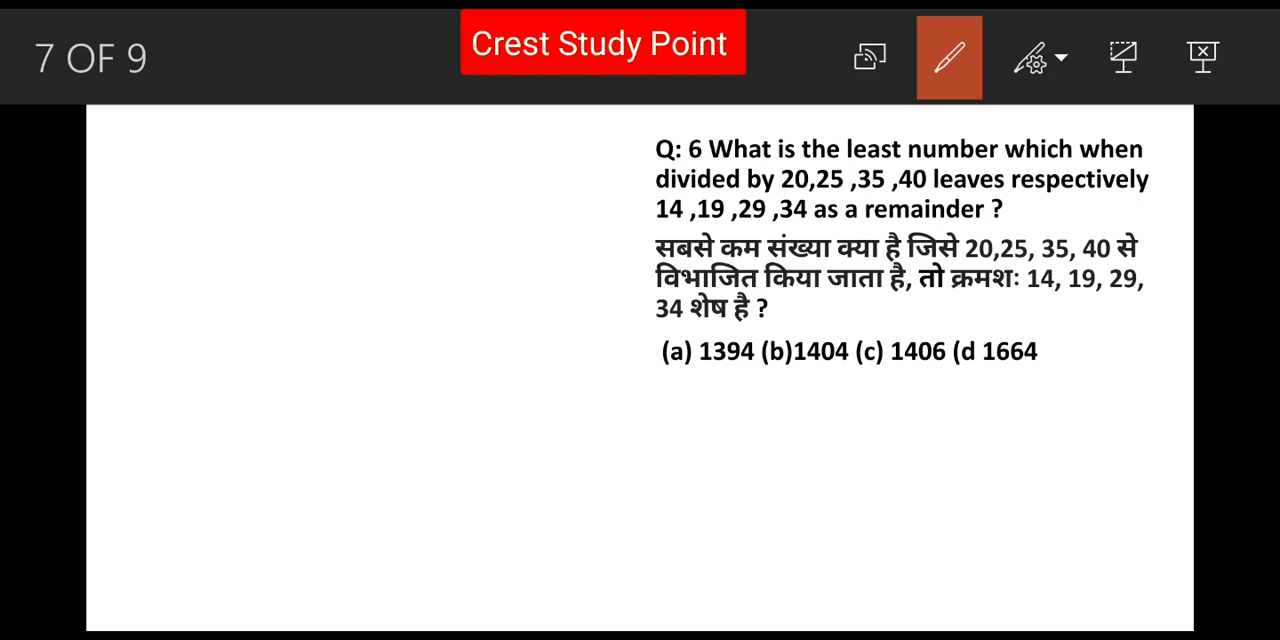 7 OF 9
Crest Study Point
Q: 6 What is the least number which when
divided by 20,25 ,35 ,40 leaves respectively
14 ,19 ,29 ,34 as a remainder ?
सबसे कम संख्या क्या है जिसे 20,25, 35, 40 से
विभाजित किया जाता है, तो क्रमशः 14, 19, 29,
34 शेष है ?
(a) 1394 (b)1404 (c) 1406 (d 1664